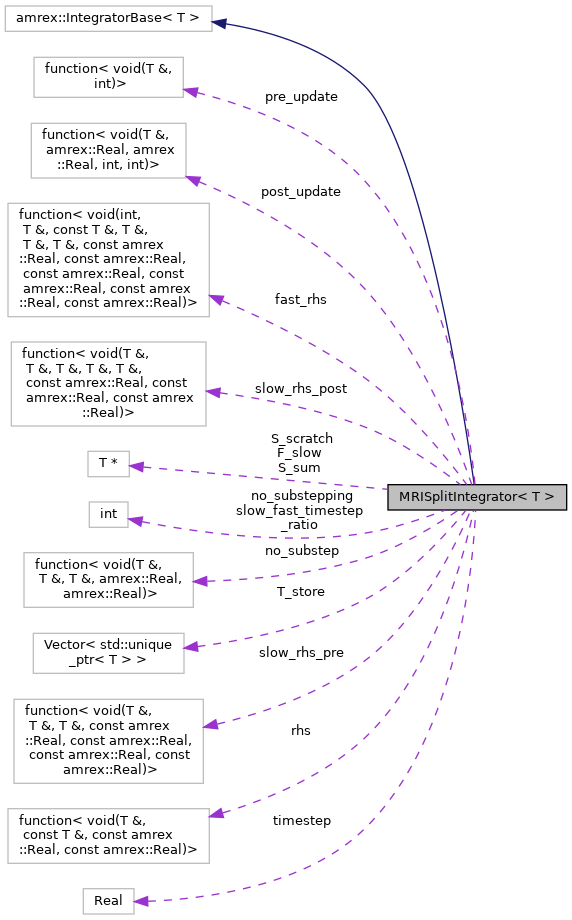 amrex::IntegratorBase< T >
function< void(T &,
int)>
pre_update
function< void(T &,
amrex::Real, amrex
::Real, int, int)>
post_update
function< void(int,
T &, const T &, T &,
T &, T &, const amrex
::Real, const amrex::Real,
const amrex::Real, const
amrex::Real, const amrex
::Real, const amrex::Real)>
fast_rhs
function< void(T &,
T &, T &, T &, T &,
const amrex::Real, const
amrex::Real, const amrex
::Real)>
slow_rhs_post
T *
S_scratch
F_slow
S_sum
MRISplitIntegrator< T >
int
no_substepping
slow_fast_timestep
_ratio
function< void(T &,
T &, T &, amrex::Real,
amrex::Real)>
no_substep
Vector< std::unique
_ptr< T > >
T_store
function< void(T &,
T &, T &, const amrex
::Real, const amrex::Real,
const amrex::Real, const
amrex::Real)>
slow_rhs_pre
function< void(T &,
const T &, const amrex
::Real, const amrex::Real)>
rhs
Real
timestep